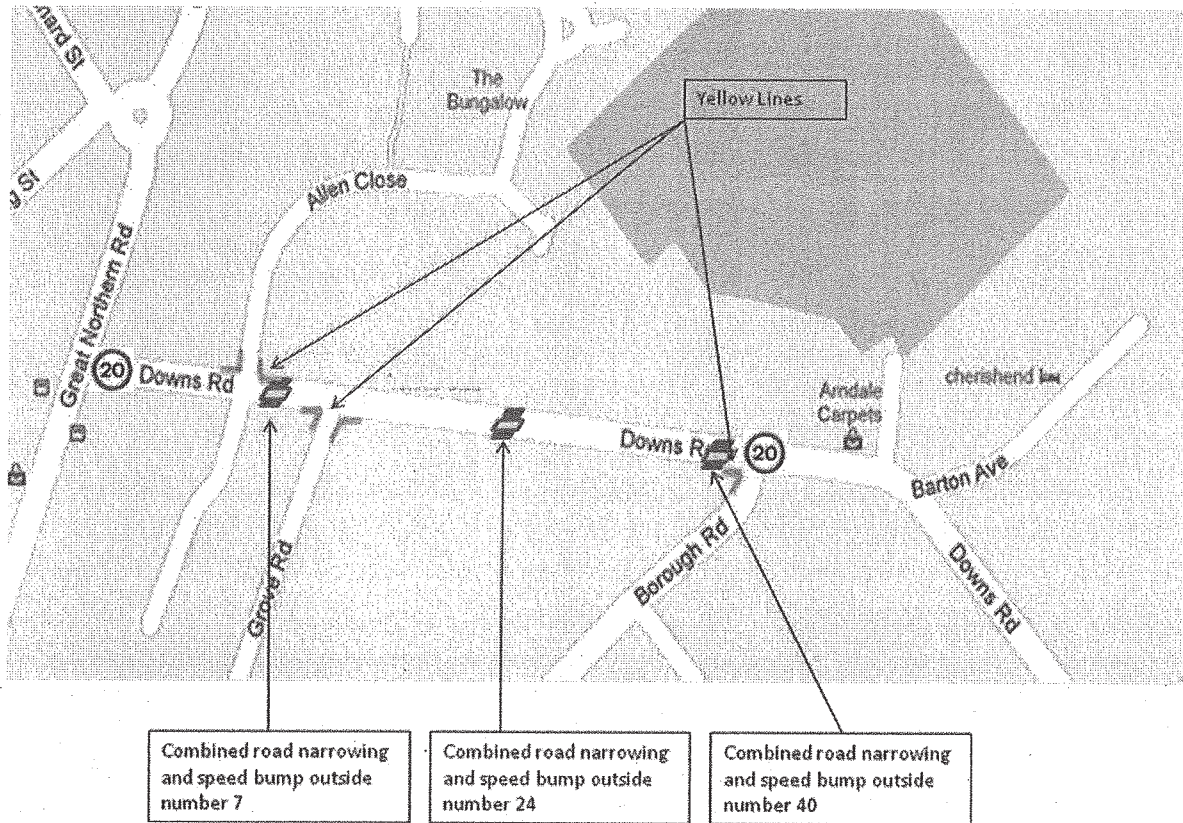 nard St
The
Bungalow
Yellow Lines
g St
Allen Close
Great Northern Rd
20
Downs Rd
Arndale
Carpets
cherishend
Downs R
20
Barton Ave
Borough Rd
Grove Rd
Downs Rd
Combined road narrowing
and speed bump outside
number 7
Combined road narrowing
and speed bump outside
number 24
Combined road narrowing
and speed bump outside
number 40